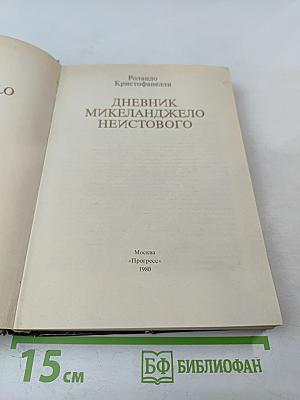 Роландо
Кристофанелли
ДНЕВНИК
МИКЕЛАНДЖЕЛО
НЕИСТОВОГО
Москва
«Прогресс»
1980
15 см
БФ БИБЛИОФАН